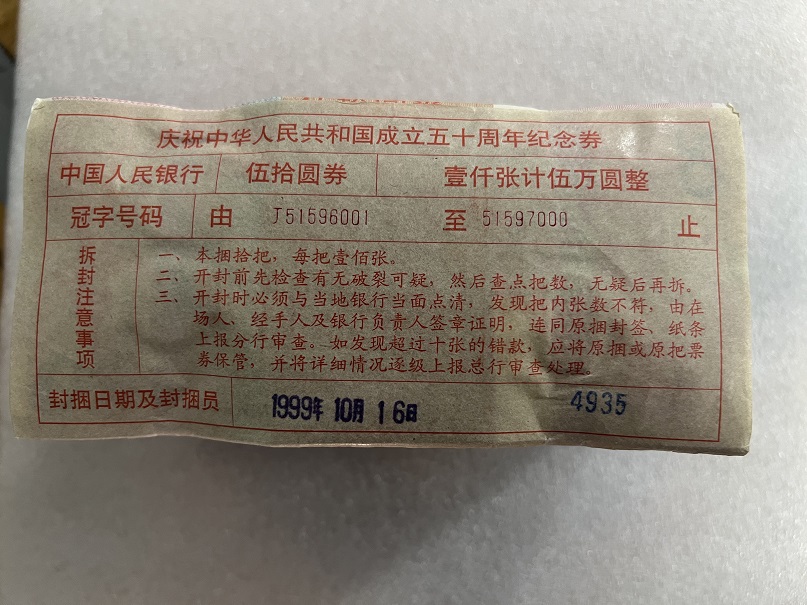 庆祝中华人民共和国成立五十周年纪念券
中国人民银行 伍拾圆券 壹仟张计伍万圆整
冠字号码 由 J51596001 至 51597000 止
拆封注意事项
一、本捆拾把，每把壹佰张。
二、开封前先检查有无破裂可疑，然后查点把数，无疑后再拆。
三、开封时必须与当地银行当面点清，发现把内张数不符，由在
场人、经手人及银行负责人签章证明，连同原捆封签、纸条
上报分行审查。如发现超过十张的错款，应将原捆或原把票
券保管，并将详细情况逐级上报总行审查处理。
封捆日期及封捆员 1999年 10月 16日 4935